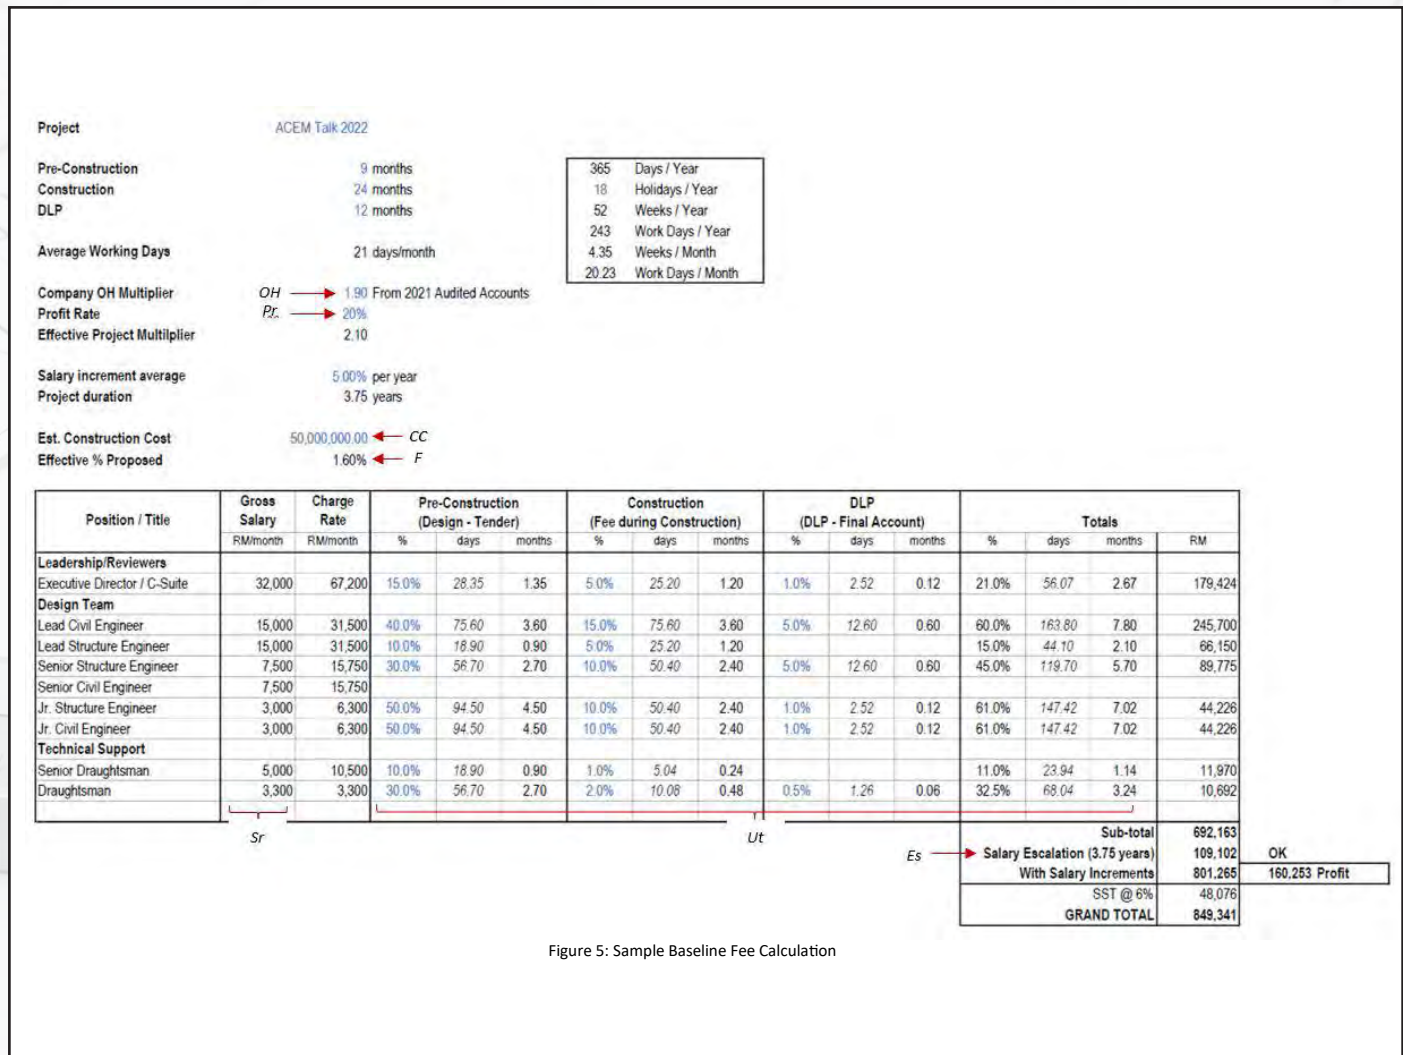 Project ACEM Talk 2022
Pre-Construction 9 months
Construction 24 months
DLP 12 months
Average Working Days 21 days/month
365 Days / Year
18 Holidays / Year
52 Weeks / Year
243 Work Days / Year
4.35 Weeks / Month
20.23 Work Days / Month
Company OH Multiplier OH 1.90 From 2021 Audited Accounts
Profit Rate Pr. 20%
Effective Project Multilplier 2.10
Salary increment average 5.00% per year
Project duration 3.75 years
Est. Construction Cost 50,000,000.00 CC
Effective % Proposed 1.60% F
Position / Title Gross Salary Charge Rate Pre-Construction (Design - Tender) Construction (Fee during Construction) DLP (DLP - Final Account) Totals
RM/month RM/month % days months % days months % days months % days months RM
Leadership/Reviewers
Executive Director / C-Suite 32,000 67,200 15.0% 28.35 1.35 5.0% 25.20 1.20 1.0% 2.52 0.12 21.0% 56.07 2.67 179,424
Design Team
Lead Civil Engineer 15,000 31,500 40.0% 75.60 3.60 15.0% 75.60 3.60 5.0% 12.60 0.60 60.0% 163.80 7.80 245,700
Lead Structure Engineer 15,000 31,500 10.0% 18.90 0.90 5.0% 25.20 1.20 15.0% 44.10 2.10 66,150
Senior Structure Engineer 7,500 15,750 30.0% 56.70 2.70 10.0% 50.40 2.40 5.0% 12.60 0.60 45.0% 119.70 5.70 89,775
Senior Civil Engineer 7,500 15,750
Jr. Structure Engineer 3,000 6,300 50.0% 94.50 4.50 10.0% 50.40 2.40 1.0% 2.52 0.12 61.0% 147.42 7.02 44,226
Jr. Civil Engineer 3,000 6,300 50.0% 94.50 4.50 10.0% 50.40 2.40 1.0% 2.52 0.12 61.0% 147.42 7.02 44,226
Technical Support
Senior Draughtsman 5,000 10,500 10.0% 18.90 0.90 1.0% 5.04 0.24 11.0% 23.94 1.14 11,970
Draughtsman 3,300 3,300 30.0% 56.70 2.70 2.0% 10.08 0.48 0.5% 1.26 0.06 32.5% 68.04 3.24 10,692
Sr Ut
Sub-total 692,163
Es Salary Escalation (3.75 years) 109,102 OK
With Salary Increments 801,265 160,253 Profit
SST @ 6% 48,076
GRAND TOTAL 849,341
Figure 5: Sample Baseline Fee Calculation